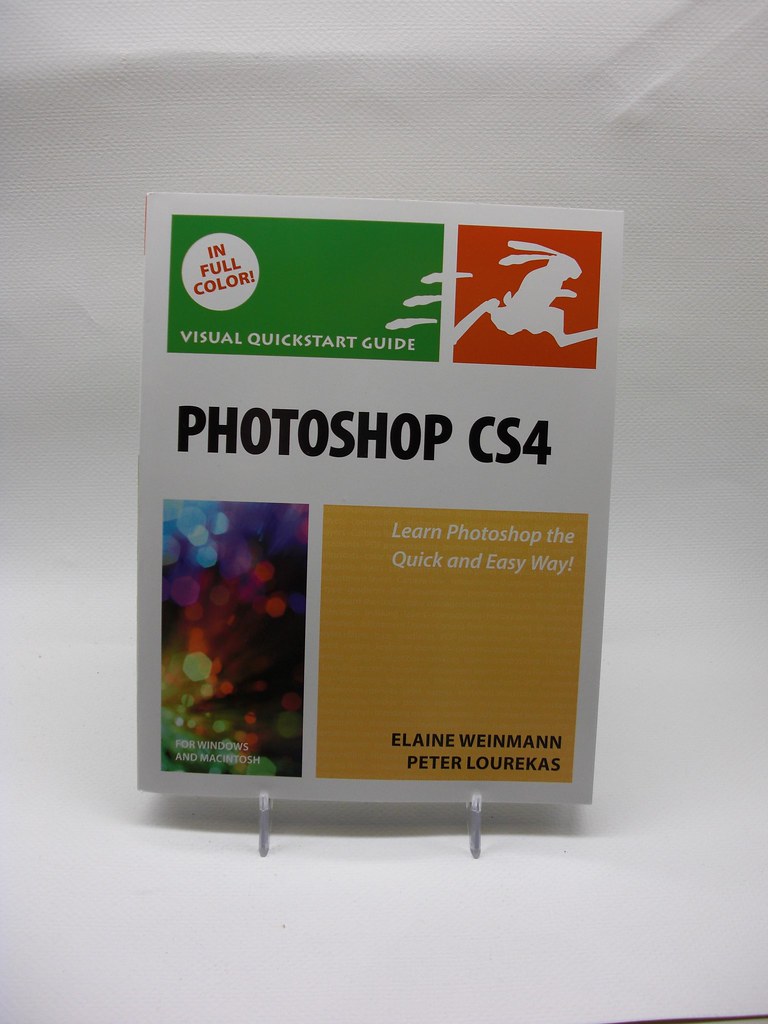 IN
FULL
COLOR!
VISUAL QUICKSTART GUIDE
PHOTOSHOP CS4
Learn Photoshop the
Quick and Easy Way!
FOR WINDOWS
AND MACINTOSH
ELAINE WEINMANN
PETER LOUREKAS